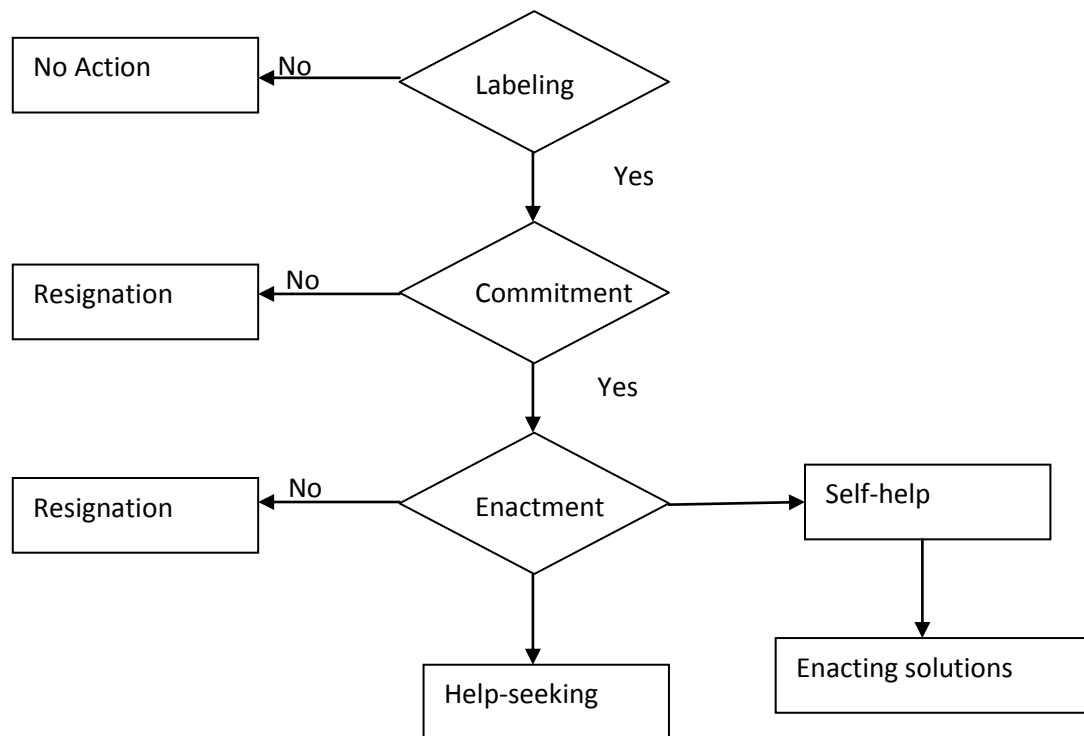 No Action
No
Labeling
Yes
Resignation
No
Commitment
Yes
Resignation
No
Enactment
Self-help
Help-seeking
Enacting solutions